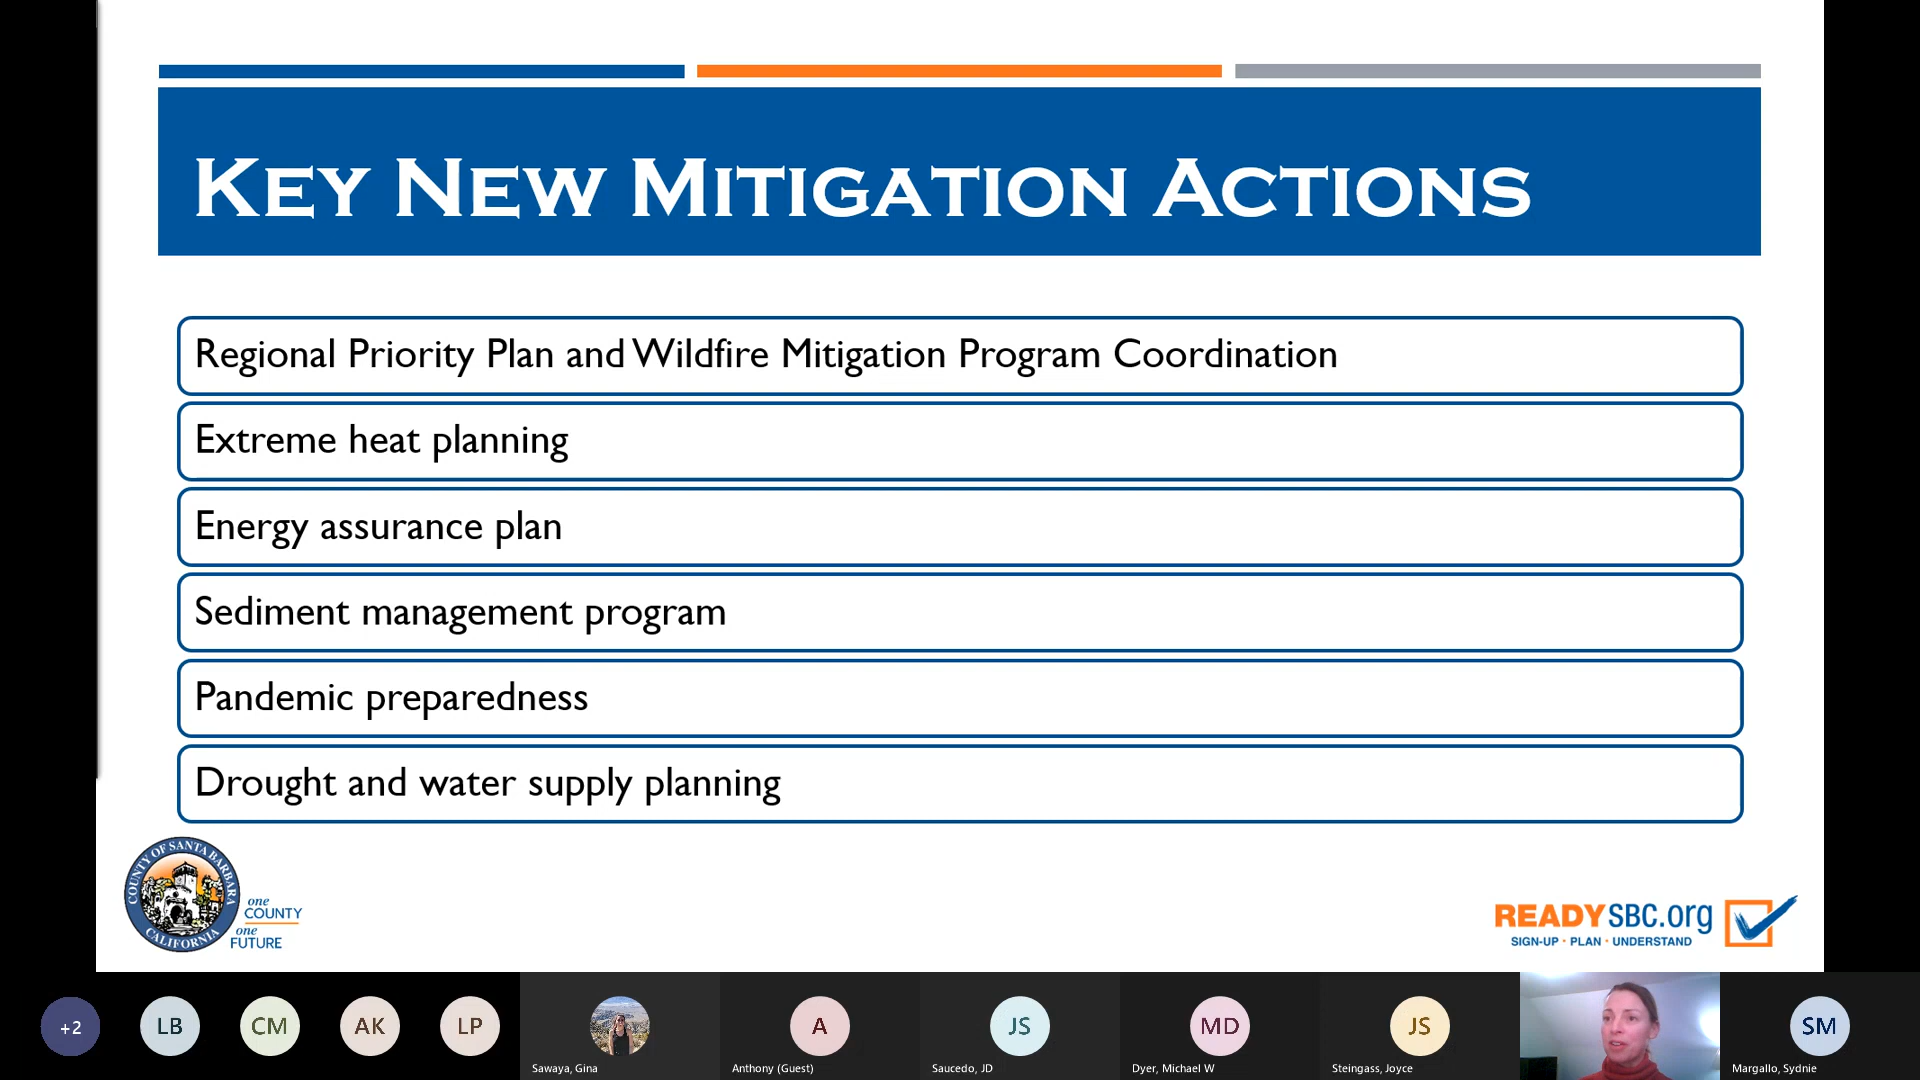 KEY NEW MITIGATION ACTIONS
Regional Priority Plan and Wildfire Mitigation Program Coordination
Extreme heat planning
Energy assurance plan
Sediment management program
Pandemic preparedness
Drought and water supply planning
COUNTY OF SANTA BARBARA
CALIFORNIA
one
COUNTY
one
FUTURE
READYSBC.org
SIGN-UP · PLAN · UNDERSTAND
+2
LB
CM
AK
LP
A
JS
MD
JS
SM
Sawaya, Gina
Anthony (Guest)
Saucedo, JD
Dyer, Michael W
Steingass, Joyce
Margallo, Sydnie